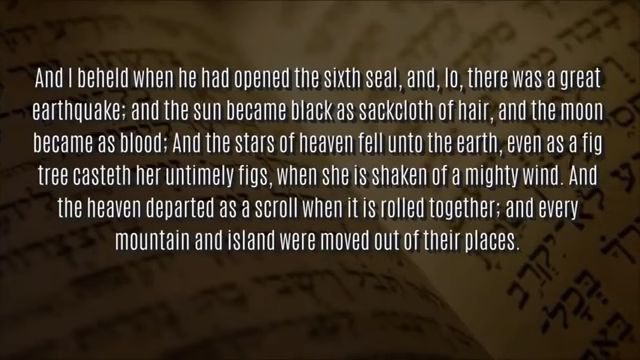 And I beheld when he had opened the sixth seal, and, lo, there was a great
earthquake; and the sun became black as sackcloth of hair, and the moon
became as blood; And the stars of heaven fell unto the earth, even as a fig
tree casteth her untimely figs, when she is shaken of a mighty wind. And
the heaven departed as a scroll when it is rolled together; and every
mountain and island were moved out of their places.